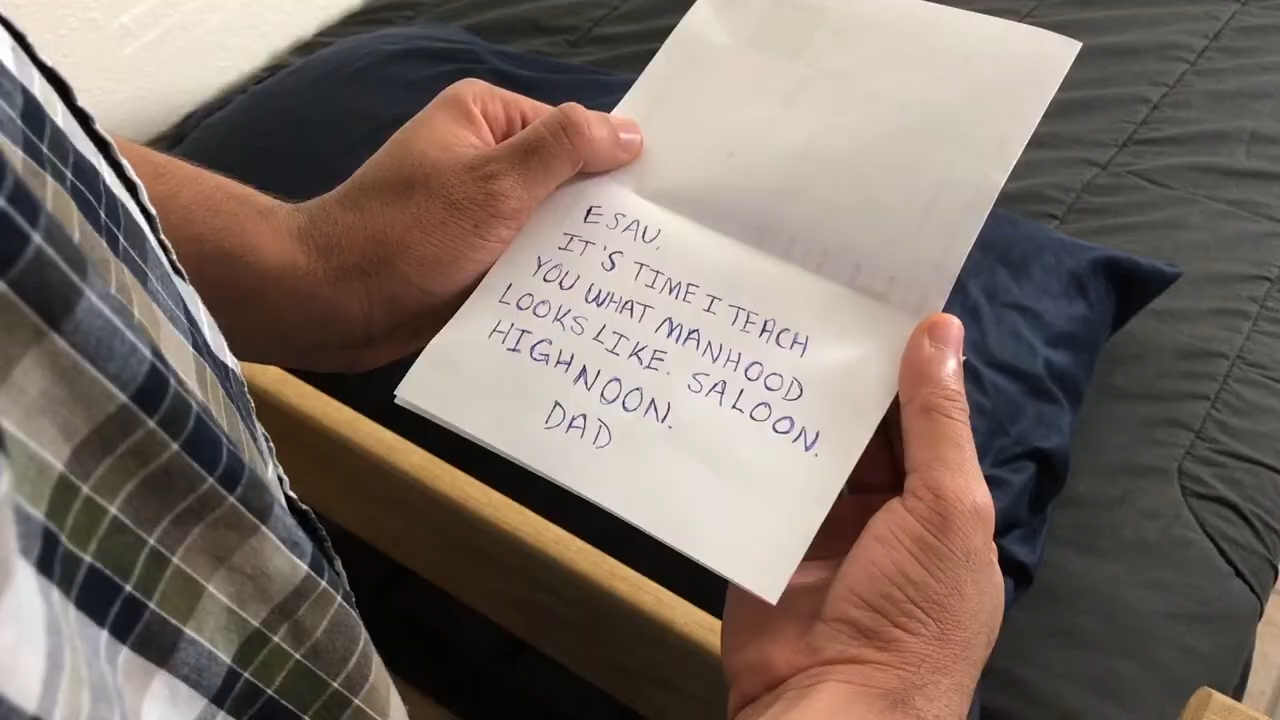 ESAU,
IT'S TIME I TEACH
YOU WHAT MANHOOD
LOOKS LIKE. SALOON.
HIGH NOON.
DAD